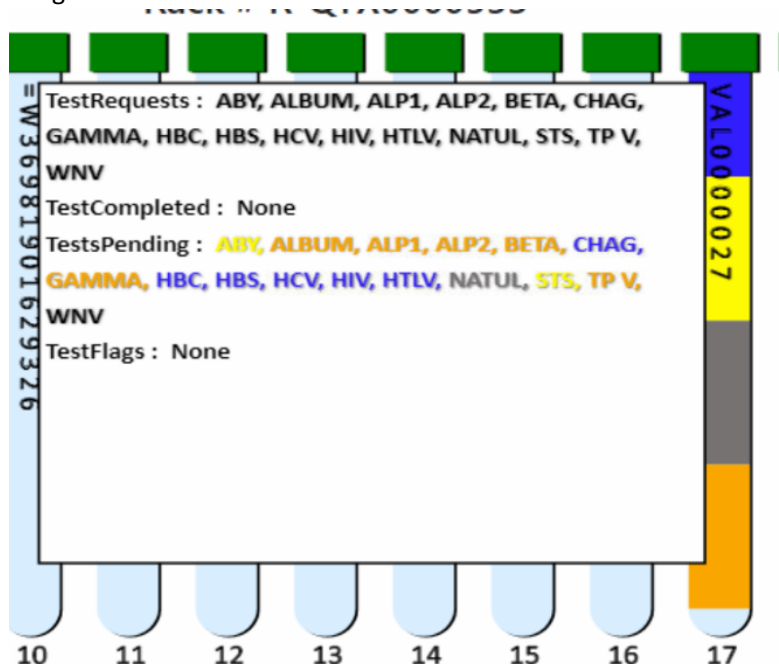 TestRequests : ABY, ALBUM, ALP1, ALP2, BETA, CHAG,
GAMMA, HBC, HBS, HCV, HIV, HTLV, NATUL, STS, TP V,
WNV
TestCompleted : None
TestsPending : ABY, ALBUM, ALP1, ALP2, BETA, CHAG,
GAMMA, HBC, HBS, HCV, HIV, HTLV, NATUL, STS, TP V,
WNV
TestFlags : None
=W36981901629326
VAL0000027
10 11 12 13 14 15 16 17